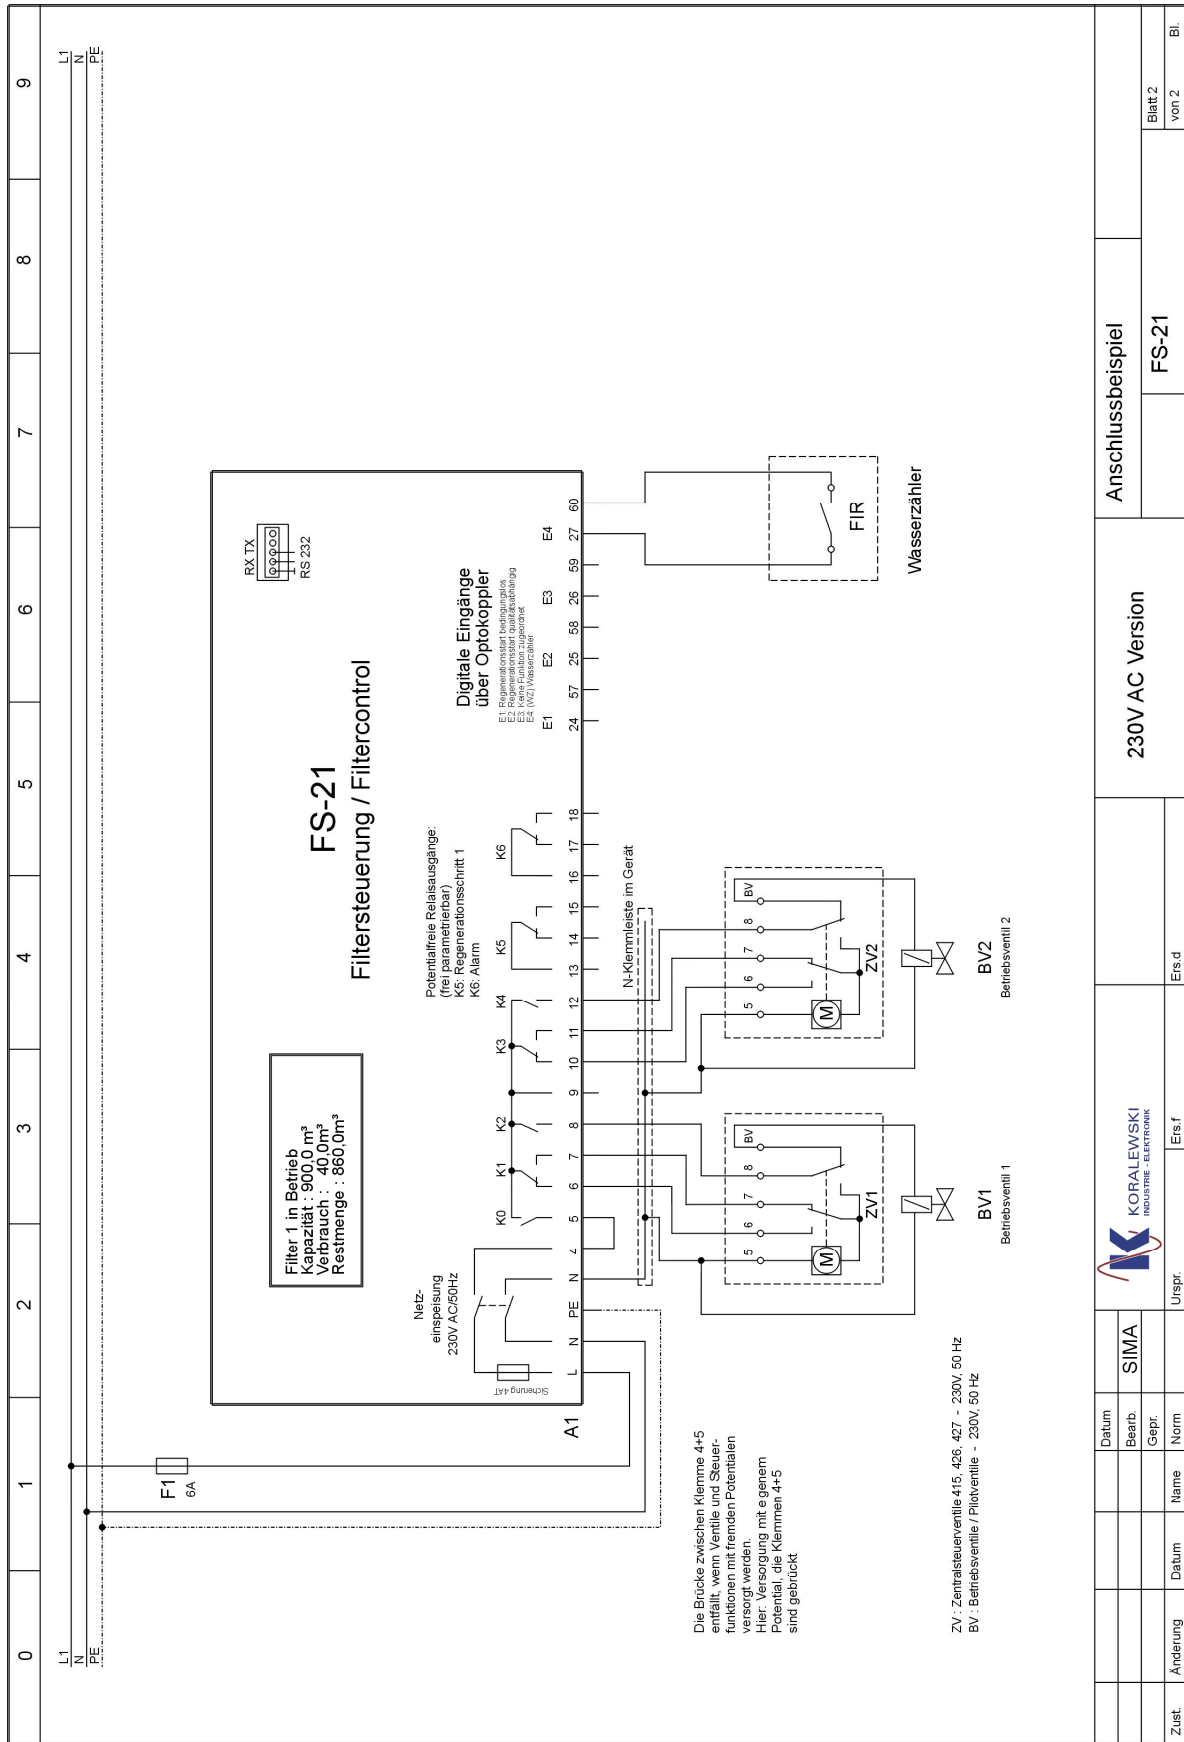 0 1 2 3 4 5 6 7 8 9
L1 L1
N N
PE PE
F1
6A
FS-21
Filtersteuerung / Filtercontrol
Filter 1 in Betrieb
Kapazität : 900,0 m³
Verbrauch : 40,0m³
Restmenge : 860,0m³
RX TX
RS 232
Netz-
einspeisung
230V AC/50Hz
Sicherung 4AT
Potentialfreie Relaisausgänge:
(frei parametrierbar)
K5: Regenerationsschritt 1
K6: Alarm
Digitale Eingänge
über Optokoppler
E1: Regenerationsstart bedingungslos
E2: Regenerationsstart qualitätsabhängig
E3: Keine Funktion zugeordnet
E4: (WZ) Wasserzähler
K0 K1 K2 K3 K4 K5 K6
E1 E2 E3 E4
A1
L N PE N 5 6 7 8 9 10 11 12 13 14 15 16 17 18 24 57 25 58 26 59 27 60
N-Klemmleiste im Gerät
5 6 7 8 BV
M
ZV1
BV1
Betriebsventil 1
5 6 7 8 BV
M
ZV2
BV2
Betriebsventil 2
FIR
Wasserzähler
Die Brücke zwischen Klemme 4+5
entfällt, wenn Ventile und Steuer-
funktionen mit fremden Potentialen
versorgt werden.
Hier: Versorgung mit e genem
Potential, die Klemmen 4+5
sind gebrückt
ZV : Zentralsteuerventile 415, 426, 427 - 230V, 50 Hz
BV : Betriebsventile / Pilotventile - 230V, 50 Hz
Zust. Änderung Datum Name Norm
Datum
Bearb. SIMA
Gepr.
Urspr. Ers.f Ers.d
K KORALEWSKI
INDUSTRIE - ELEKTRONIK
230V AC Version
Anschlussbeispiel
FS-21
Blatt 2
von 2 Bl.